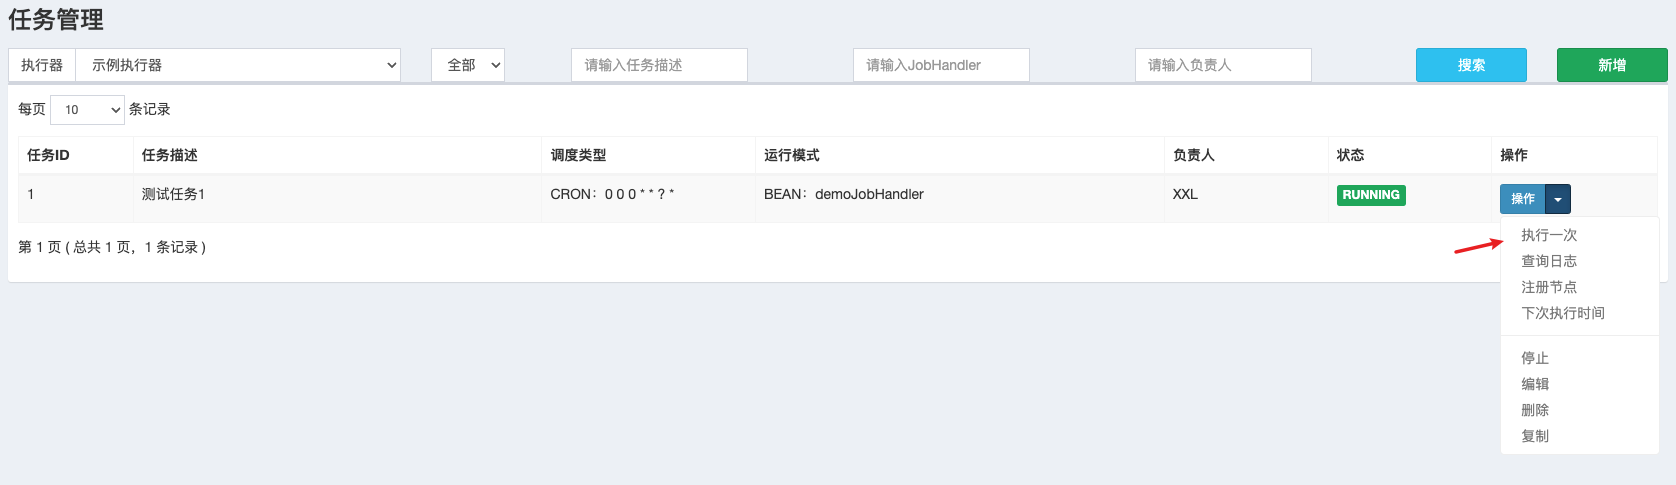 任务管理
执行器 示例执行器 全部 请输入任务描述 请输入JobHandler 请输入负责人 搜索 新增
每页 10 条记录
任务ID 任务描述 调度类型 运行模式 负责人 状态 操作
1 测试任务1 CRON：0 0 0 * * ? * BEAN：demoJobHandler XXL RUNNING 操作
执行一次
第 1 页 ( 总共 1 页，1 条记录 )
查询日志
注册节点
下次执行时间
停止
编辑
删除
复制